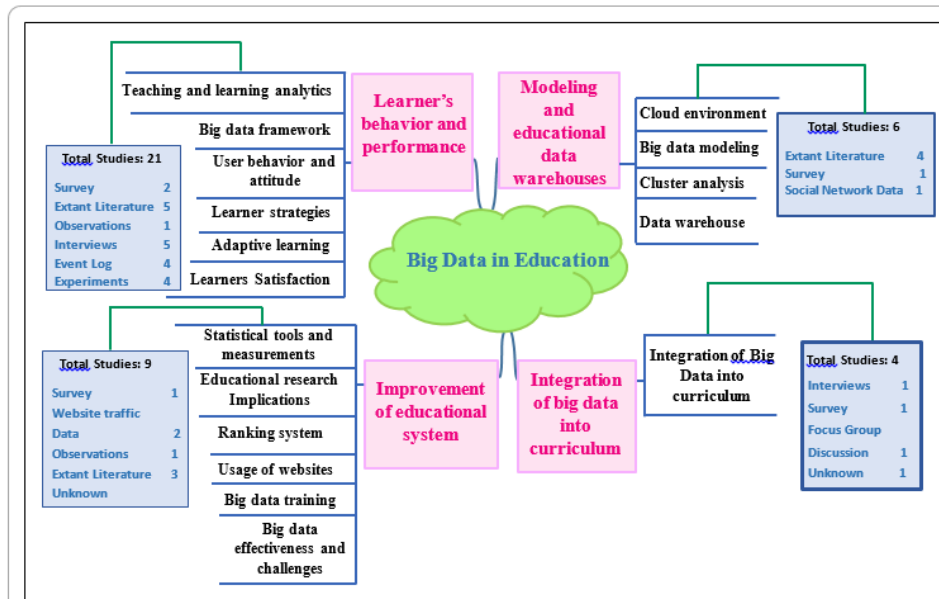 Teaching and learning analytics
Big data framework
User behavior and
attitude
Learner strategies
Adaptive learning
Learners Satisfaction
Total Studies: 21
Survey 2
Extant Literature 5
Observations 1
Interviews 5
Event Log 4
Experiments 4
Learner's
behavior and
performance
Modeling
and
educational
data
warehouses
Cloud environment
Big data modeling
Cluster analysis
Data warehouse
Total Studies: 6
Extant Literature 4
Survey 1
Social Network Data 1
Big Data in Education
Statistical tools and
measurements
Educational research
Implications
Ranking system
Usage of websites
Big data training
Big data
effectiveness and
challenges
Total Studies: 9
Survey 1
Website traffic
Data 2
Observations 1
Extant Literature 3
Unknown
Improvement
of educational
system
Integration
of big data
into
curriculum
Integration of Big
Data into
curriculum
Total Studies: 4
Interviews 1
Survey 1
Focus Group
Discussion 1
Unknown 1